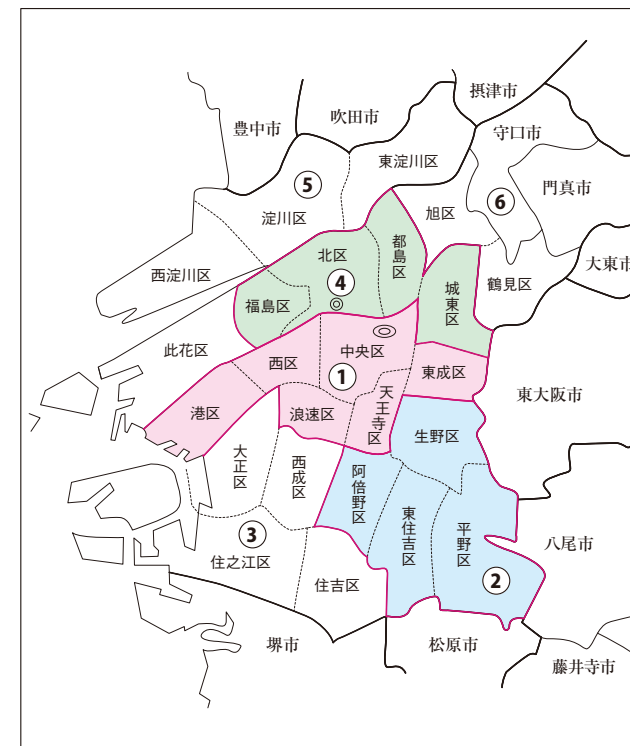 摂津市
吹田市
豊中市
守口市
東淀川区
門真市
⑤
⑥
旭区
淀川区
都島区
北区
大東市
西淀川区
④
鶴見区
城東区
福島区
此花区
中央区
西区
①
東成区
東大阪市
天王寺区
港区
浪速区
生野区
大正区
西成区
阿倍野区
東住吉区
平野区
③
八尾市
住之江区
②
住吉区
堺市
松原市
藤井寺市